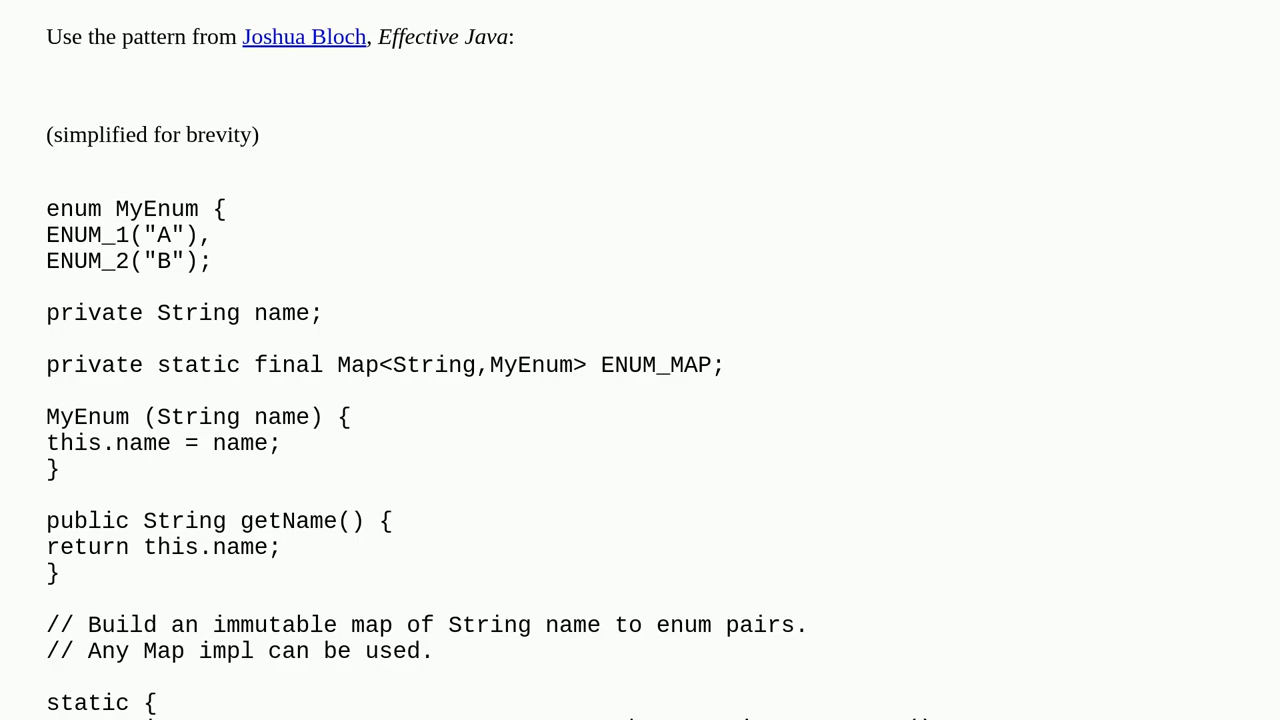 Use the pattern from Joshua Bloch, Effective Java:
(simplified for brevity)
enum MyEnum {
ENUM_1("A"),
ENUM_2("B");
private String name;
private static final Map<String,MyEnum> ENUM_MAP;
MyEnum (String name) {
this.name = name;
}
public String getName() {
return this.name;
}
// Build an immutable map of String name to enum pairs.
// Any Map impl can be used.
static {